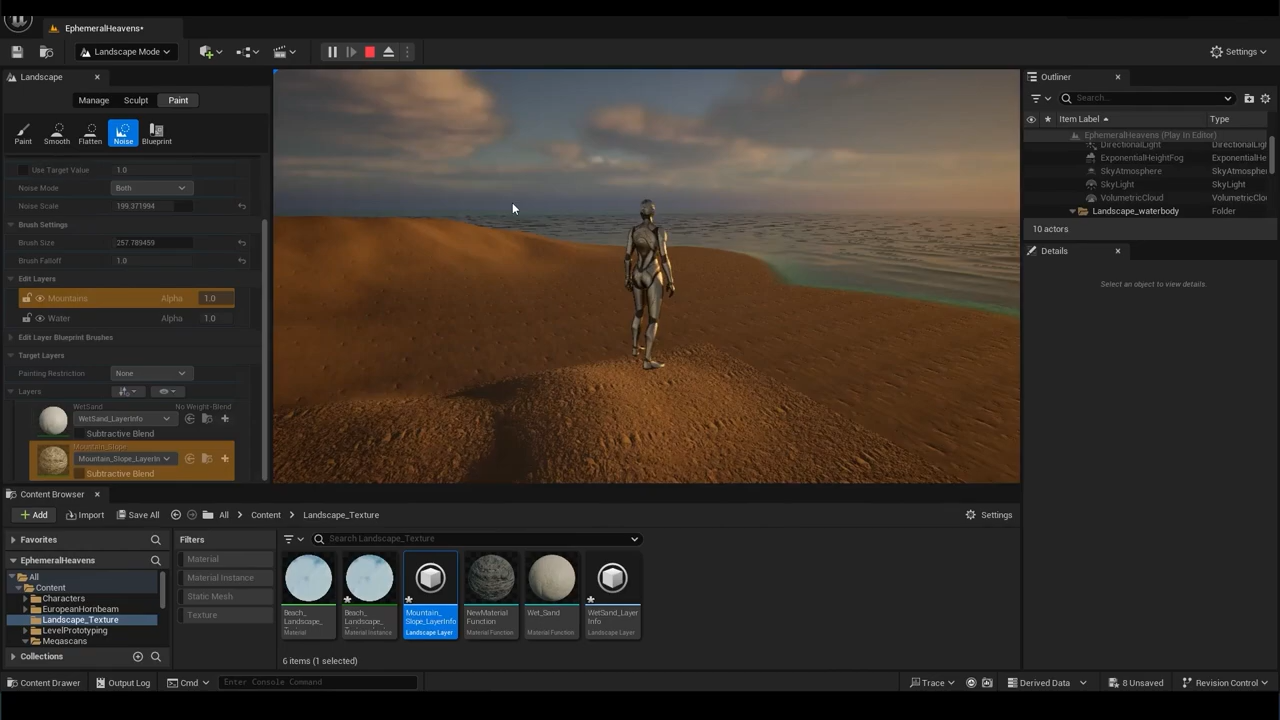 EphemeralHeavens*
Landscape Mode
Settings
Landscape
Manage Sculpt Paint
Paint Smooth Flatten Noise Blueprint
Use Target Value 1.0
Noise Mode Both
Noise Scale 199.371994
Brush Settings
Brush Size 257.789459
Brush Falloff 1.0
Edit Layers
Mountains Alpha 1.0
Water Alpha 1.0
Edit Layer Blueprint Brushes
Target Layers
Painting Restriction None
Layers
WetSand No Weight-Blend
WetSand_LayerInfo
Subtractive Blend
Mountain_Slope
Mountain_Slope_LayerIn
Subtractive Blend
Outliner
Search...
Item Label Type
EphemeralHeavens (Play In Editor)
DirectionalLight DirectionalLigh
ExponentialHeightFog ExponentialHe
SkyAtmosphere SkyAtmospher
SkyLight SkyLight
VolumetricCloud VolumetricClou
Landscape_waterbody Folder
10 actors
Details
Select an object to view details.
Content Browser
Add Import Save All All Content Landscape_Texture Settings
Favorites
EphemeralHeavens
All
Content
Characters
EuropeanHornbeam
Landscape_Texture
LevelPrototyping
Megascans
Collections
Filters
Material
Material Instance
Static Mesh
Texture
Search Landscape_Texture
Beach_
Landscape_
Material
Beach_
Landscape_
Material Instance
Mountain_
Slope_LayerInfo
Landscape Layer
NewMaterial
Function
Material Function
Wet_Sand
Material Function
WetSand_Layer
Info
Landscape Layer
6 items (1 selected)
Content Drawer Output Log Cmd Enter Console Command Trace Derived Data 8 Unsaved Revision Control